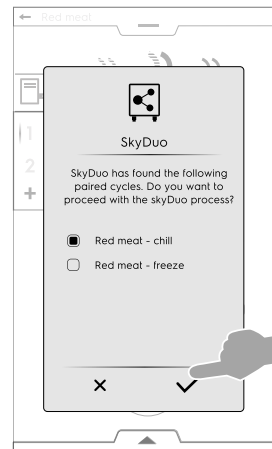 Red meat
1
2
SkyDuo
SkyDuo has found the following
paired cycles. Do you want to
proceed with the skyDuo process?
Red meat - chill
Red meat - freeze